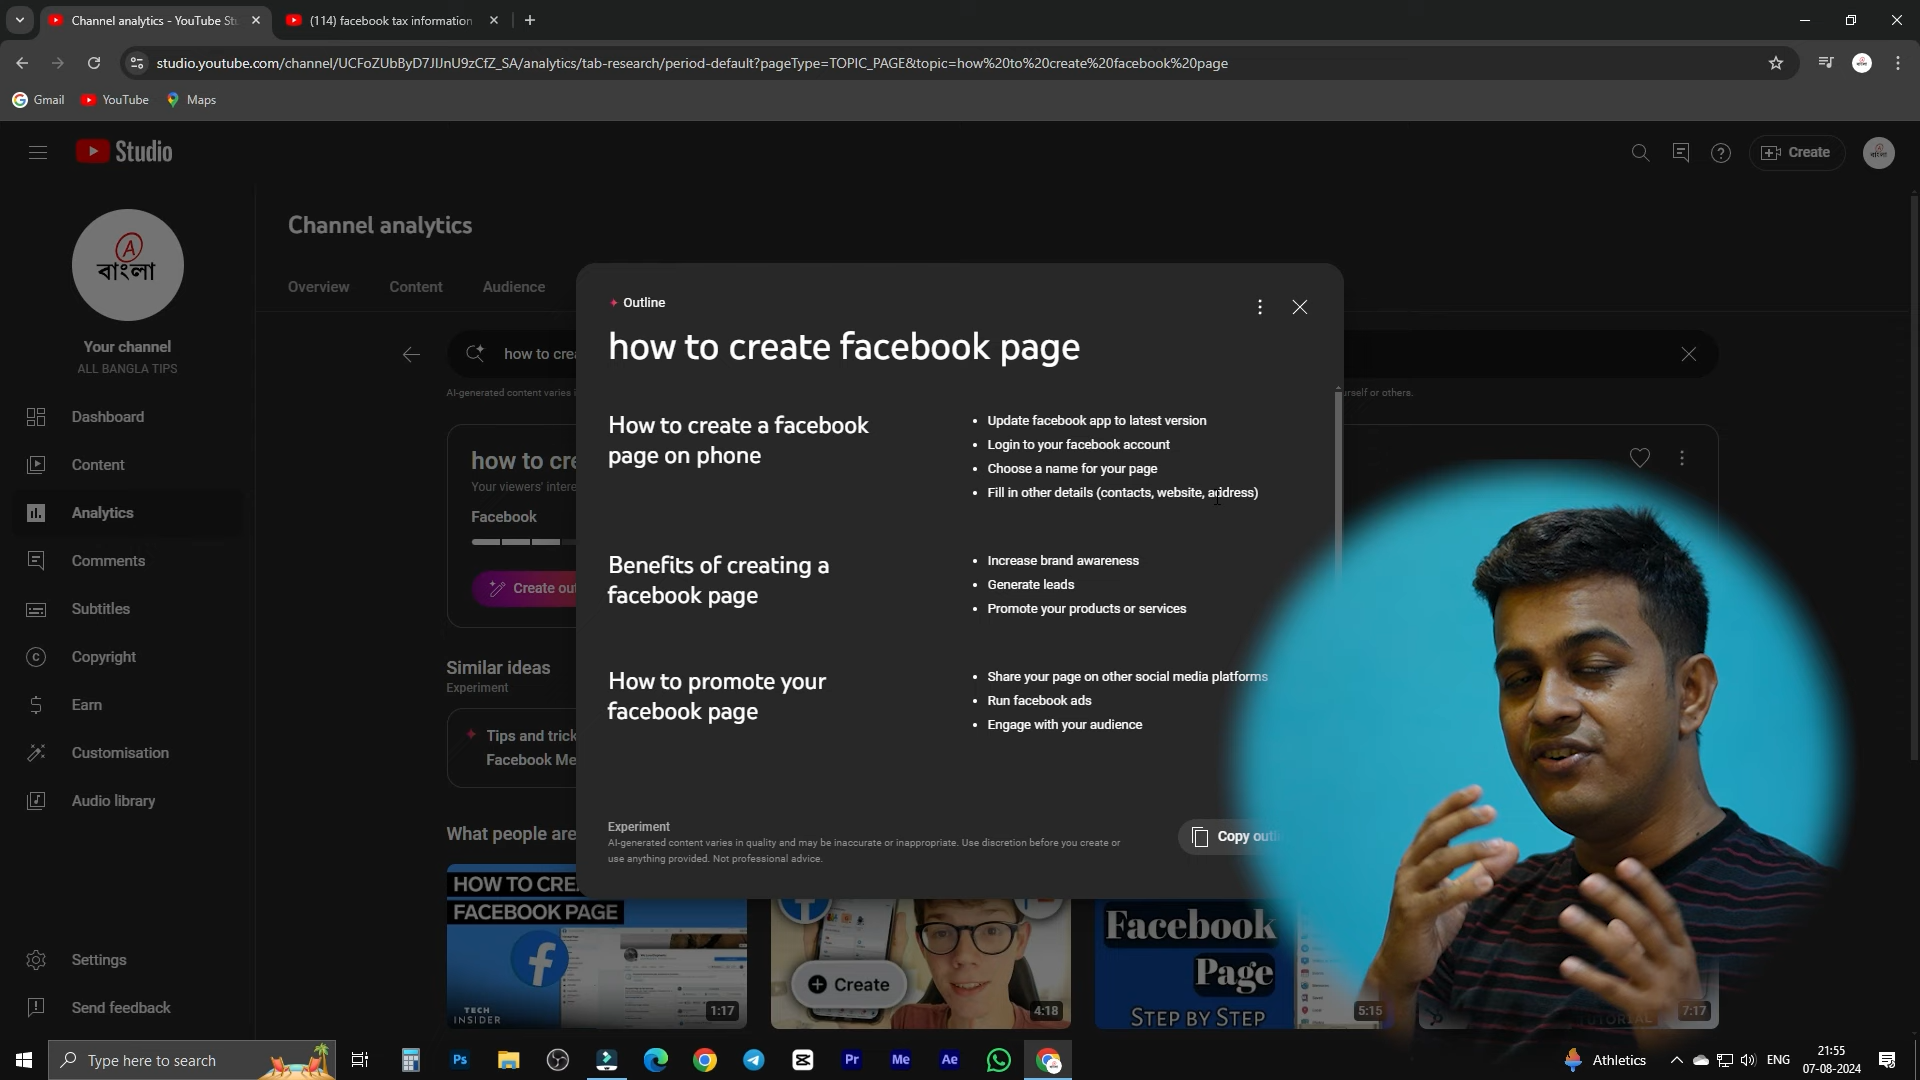 Channel analytics - YouTube St
(114) facebook tax information
studio.youtube.com/channel/UCFoZUbByD7JIJnU9zCfZ_SA/analytics/tab-research/period-default?pageType=TOPIC_PAGE&topic=how%20to%20create%20facebook%20page
Gmail
YouTube
Maps
Studio
Create
A
বাংলা
Your channel
ALL BANGLA TIPS
Dashboard
Content
Analytics
Comments
Subtitles
Copyright
Earn
Customisation
Audio library
Settings
Send feedback
Channel analytics
Overview
Content
Audience
how to crea
AI-generated content varies i
rself or others.
how to cre
Your viewers' intere
Facebook
Create out
Similar ideas
Experiment
Tips and trick
Facebook Me
What people are
Outline
how to create facebook page
How to create a facebook
page on phone
• Update facebook app to latest version
• Login to your facebook account
• Choose a name for your page
• Fill in other details (contacts, website, address)
Benefits of creating a
facebook page
• Increase brand awareness
• Generate leads
• Promote your products or services
How to promote your
facebook page
• Share your page on other social media platforms
• Run facebook ads
• Engage with your audience
Experiment
AI-generated content varies in quality and may be inaccurate or inappropriate. Use discretion before you create or
use anything provided. Not professional advice.
Copy outli
HOW TO CRE
FACEBOOK PAGE
TECH
INSIDER
1:17
Create
4:18
Facebook
Page
STEP BY STEP
5:15
TUTORIAL
7:17
Type here to search
Ps
Pr
Me
Ae
Athletics
ENG
21:55
07-08-2024